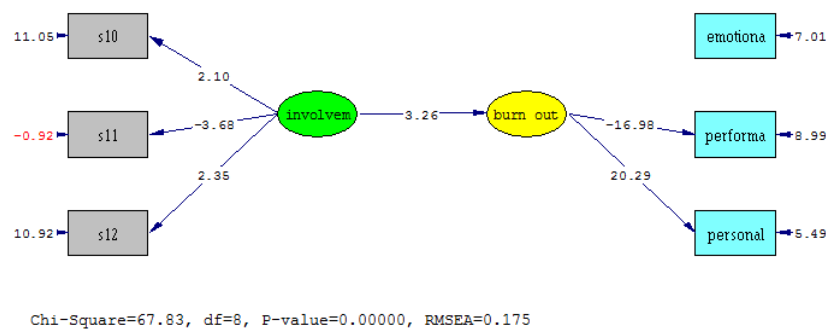 11.05 s10 emotiona 7.01
2.10
-0.92 s11 -3.68 involvem 3.26 burn out -16.98 performa 8.99
2.35 20.29
10.92 s12 personal 5.49
Chi-Square=67.83, df=8, P-value=0.00000, RMSEA=0.175